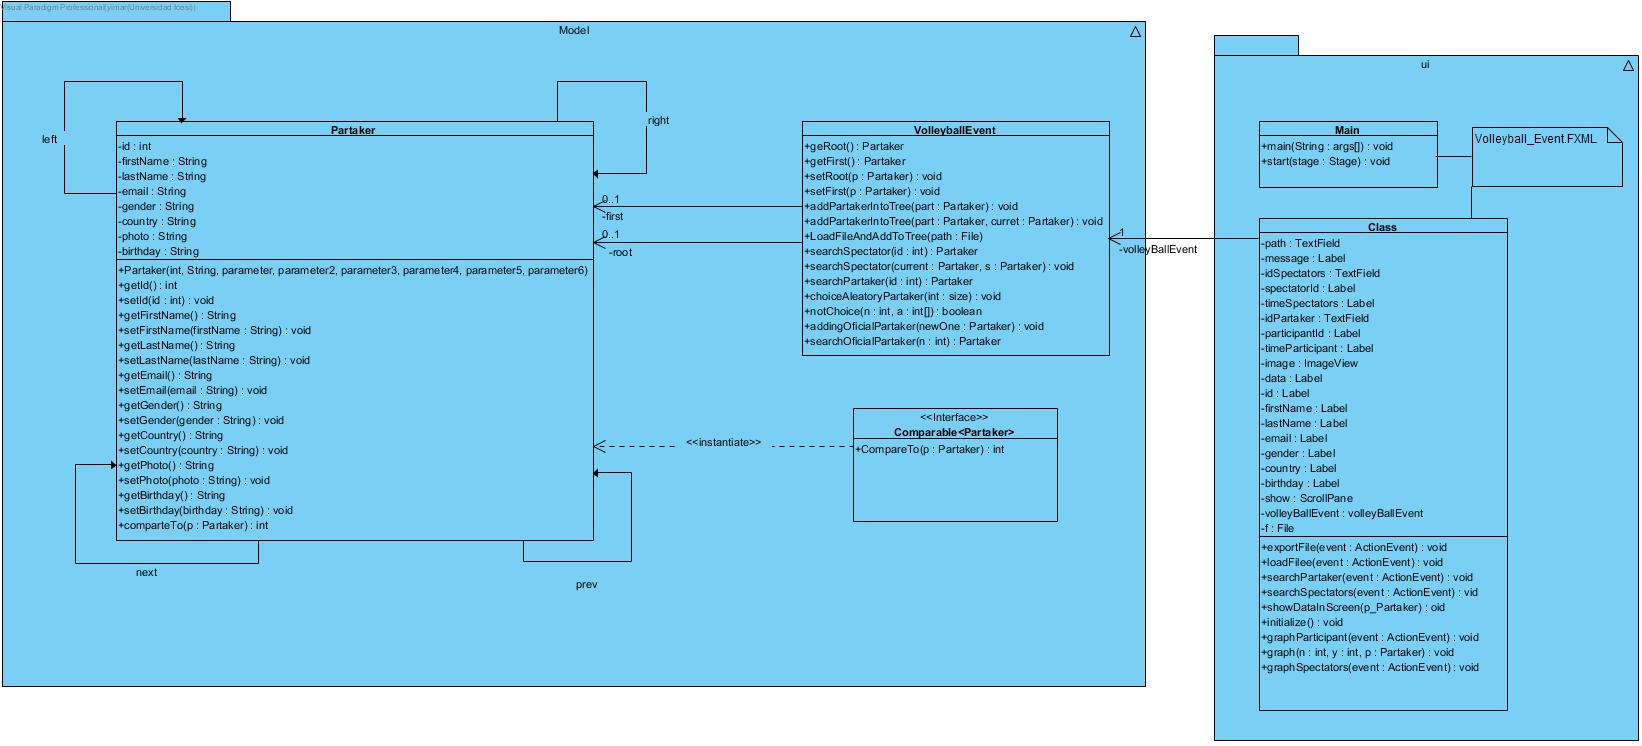 Visual Paradigm Professional(yimar(Universidad Icesi))
Model
left
right
Partaker
-id : int
-firstName : String
-lastName : String
-email : String
-gender : String
-country : String
-photo : String
-birthday : String
+Partaker(int, String, parameter, parameter2, parameter3, parameter4, parameter5, parameter6)
+getId() : int
+setId(id : int) : void
+getFirstName() : String
+setFirstName(firstName : String) : void
+getLastName() : String
+setLastName(lastName : String) : void
+getEmail() : String
+setEmail(email : String) : void
+getGender() : String
+setGender(gender : String) : void
+getCountry() : String
+setCountry(country : String) : void
+getPhoto() : String
+setPhoto(photo : String) : void
+getBirthday() : String
+setBirthday(birthday : String) : void
+comparteTo(p : Partaker) : int
next
prev
0..1
-first
0..1
-root
<<instantiate>>
VolleyballEvent
+geRoot() : Partaker
+getFirst() : Partaker
+setRoot(p : Partaker) : void
+setFirst(p : Partaker) : void
+addPartakerIntoTree(part : Partaker) : void
+addPartakerIntoTree(part : Partaker, curret : Partaker) : void
+LoadFileAndAddToTree(path : File)
+searchSpectator(id : int) : Partaker
+searchSpectator(current : Partaker, s : Partaker) : void
+searchPartaker(id : int) : Partaker
+choiceAleatoryPartaker(int : size) : void
+notChoice(n : int, a : int[]) : boolean
+addingOficialPartaker(newOne : Partaker) : void
+searchOficialPartaker(n : int) : Partaker
<<Interface>>
Comparable<Partaker>
+CompareTo(p : Partaker) : int
1
-volleyBallEvent
ui
Main
+main(String : args[]) : void
+start(stage : Stage) : void
Volleyball_Event.FXML
Class
-path : TextField
-message : Label
-idSpectators : TextField
-spectatorId : Label
-timeSpectators : Label
-idPartaker : TextField
-participantId : Label
-timeParticipant : Label
-image : ImageView
-data : Label
-id : Label
-firstName : Label
-lastName : Label
-email : Label
-gender : Label
-country : Label
-birthday : Label
-show : ScrollPane
-volleyBallEvent : volleyBallEvent
-f : File
+exportFile(event : ActionEvent) : void
+loadFilee(event : ActionEvent) : void
+searchPartaker(event : ActionEvent) : void
+searchSpectators(event : ActionEvent) : vid
+showDataInScreen(p_Partaker) : oid
+initialize() : void
+graphParticipant(event : ActionEvent) : void
+graph(n : int, y : int, p : Partaker) : void
+graphSpectators(event : ActionEvent) : void